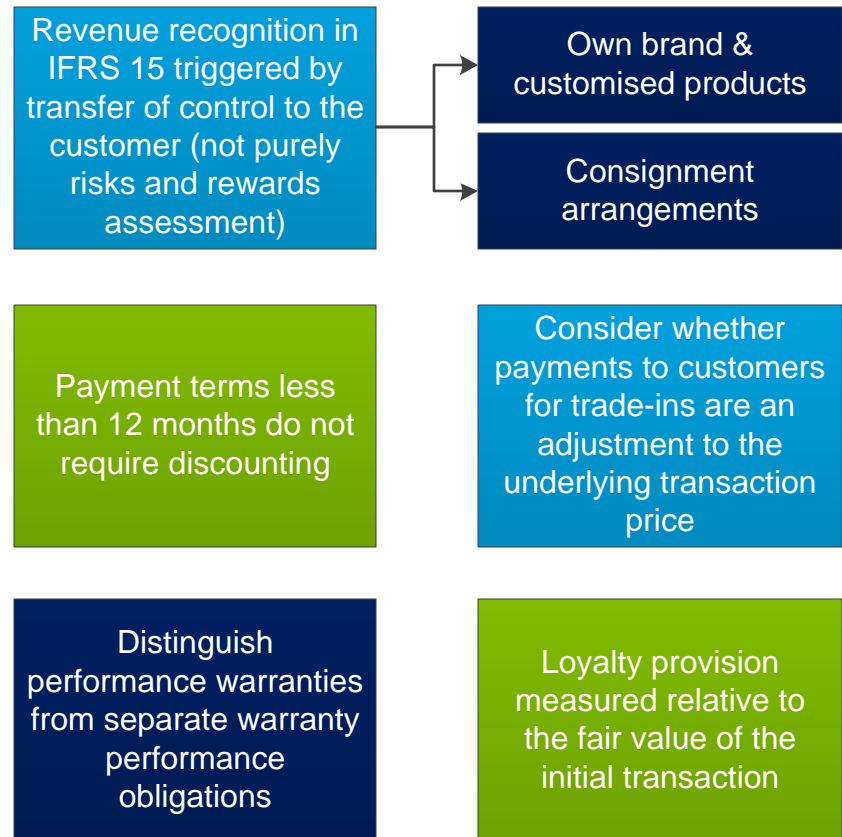 Revenue recognition in
IFRS 15 triggered by
transfer of control to the
customer (not purely
risks and rewards
assessment)
Own brand &
customised products
Consignment
arrangements
Payment terms less
than 12 months do not
require discounting
Consider whether
payments to customers
for trade-ins are an
adjustment to the
underlying transaction
price
Distinguish
performance warranties
from separate warranty
performance
obligations
Loyalty provision
measured relative to
the fair value of the
initial transaction